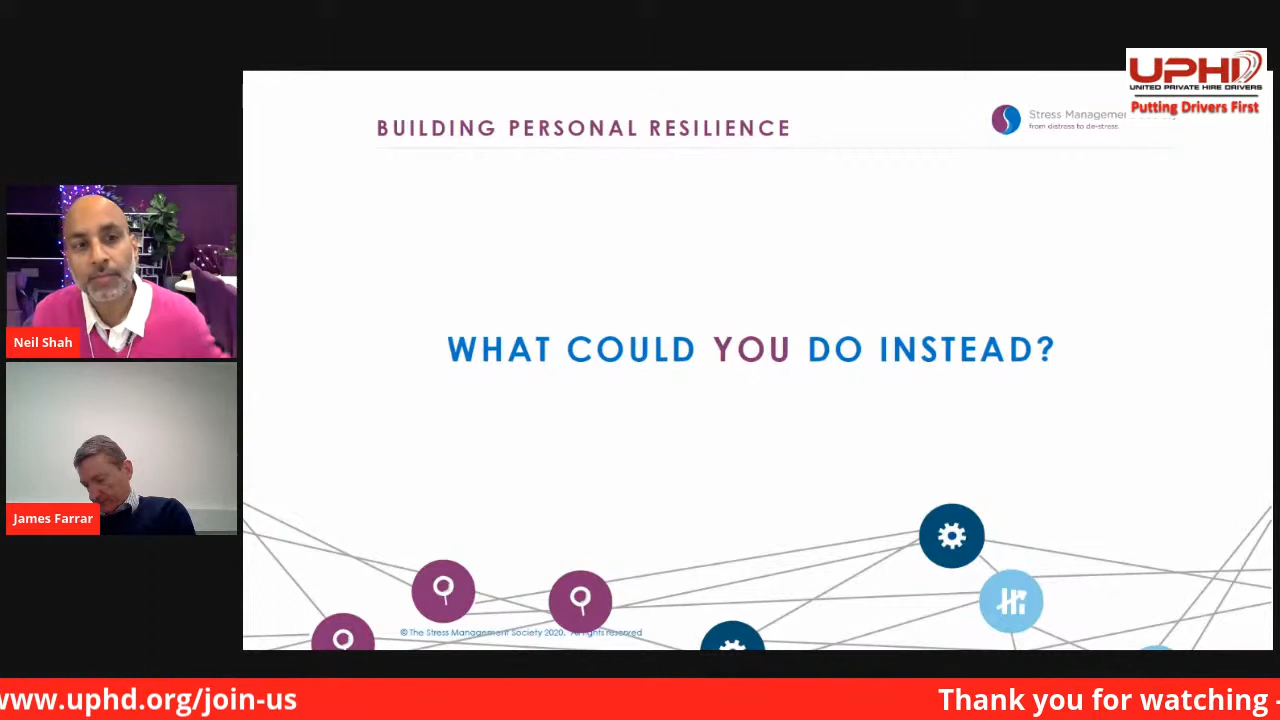 UPHD
UNITED PRIVATE HIRE DRIVERS
Putting Drivers First
BUILDING PERSONAL RESILIENCE
Stress Managemen
from distress to de-stress
Neil Shah
WHAT COULD YOU DO INSTEAD?
James Farrar
© The Stress Management Society 2020. All rights reserved
www.uphd.org/join-us
Thank you for watching -